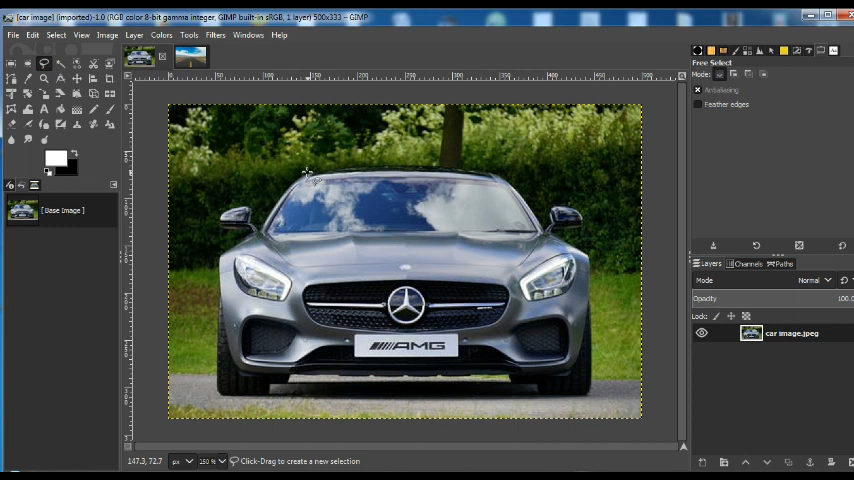 [car image] (imported)-1.0 (RGB color 8-bit gamma integer, GIMP built-in sRGB, 1 layer) 500x333 – GIMP
File Edit Select View Image Layer Colors Tools Filters Windows Help
Free Select
Mode:
Antialiasing
Feather edges
[ Base Image ]
AMG
Layers Channels Paths
Mode Normal
Opacity 100.0
Lock:
car image.jpeg
147.3, 72.7 px 150 % Click-Drag to create a new selection